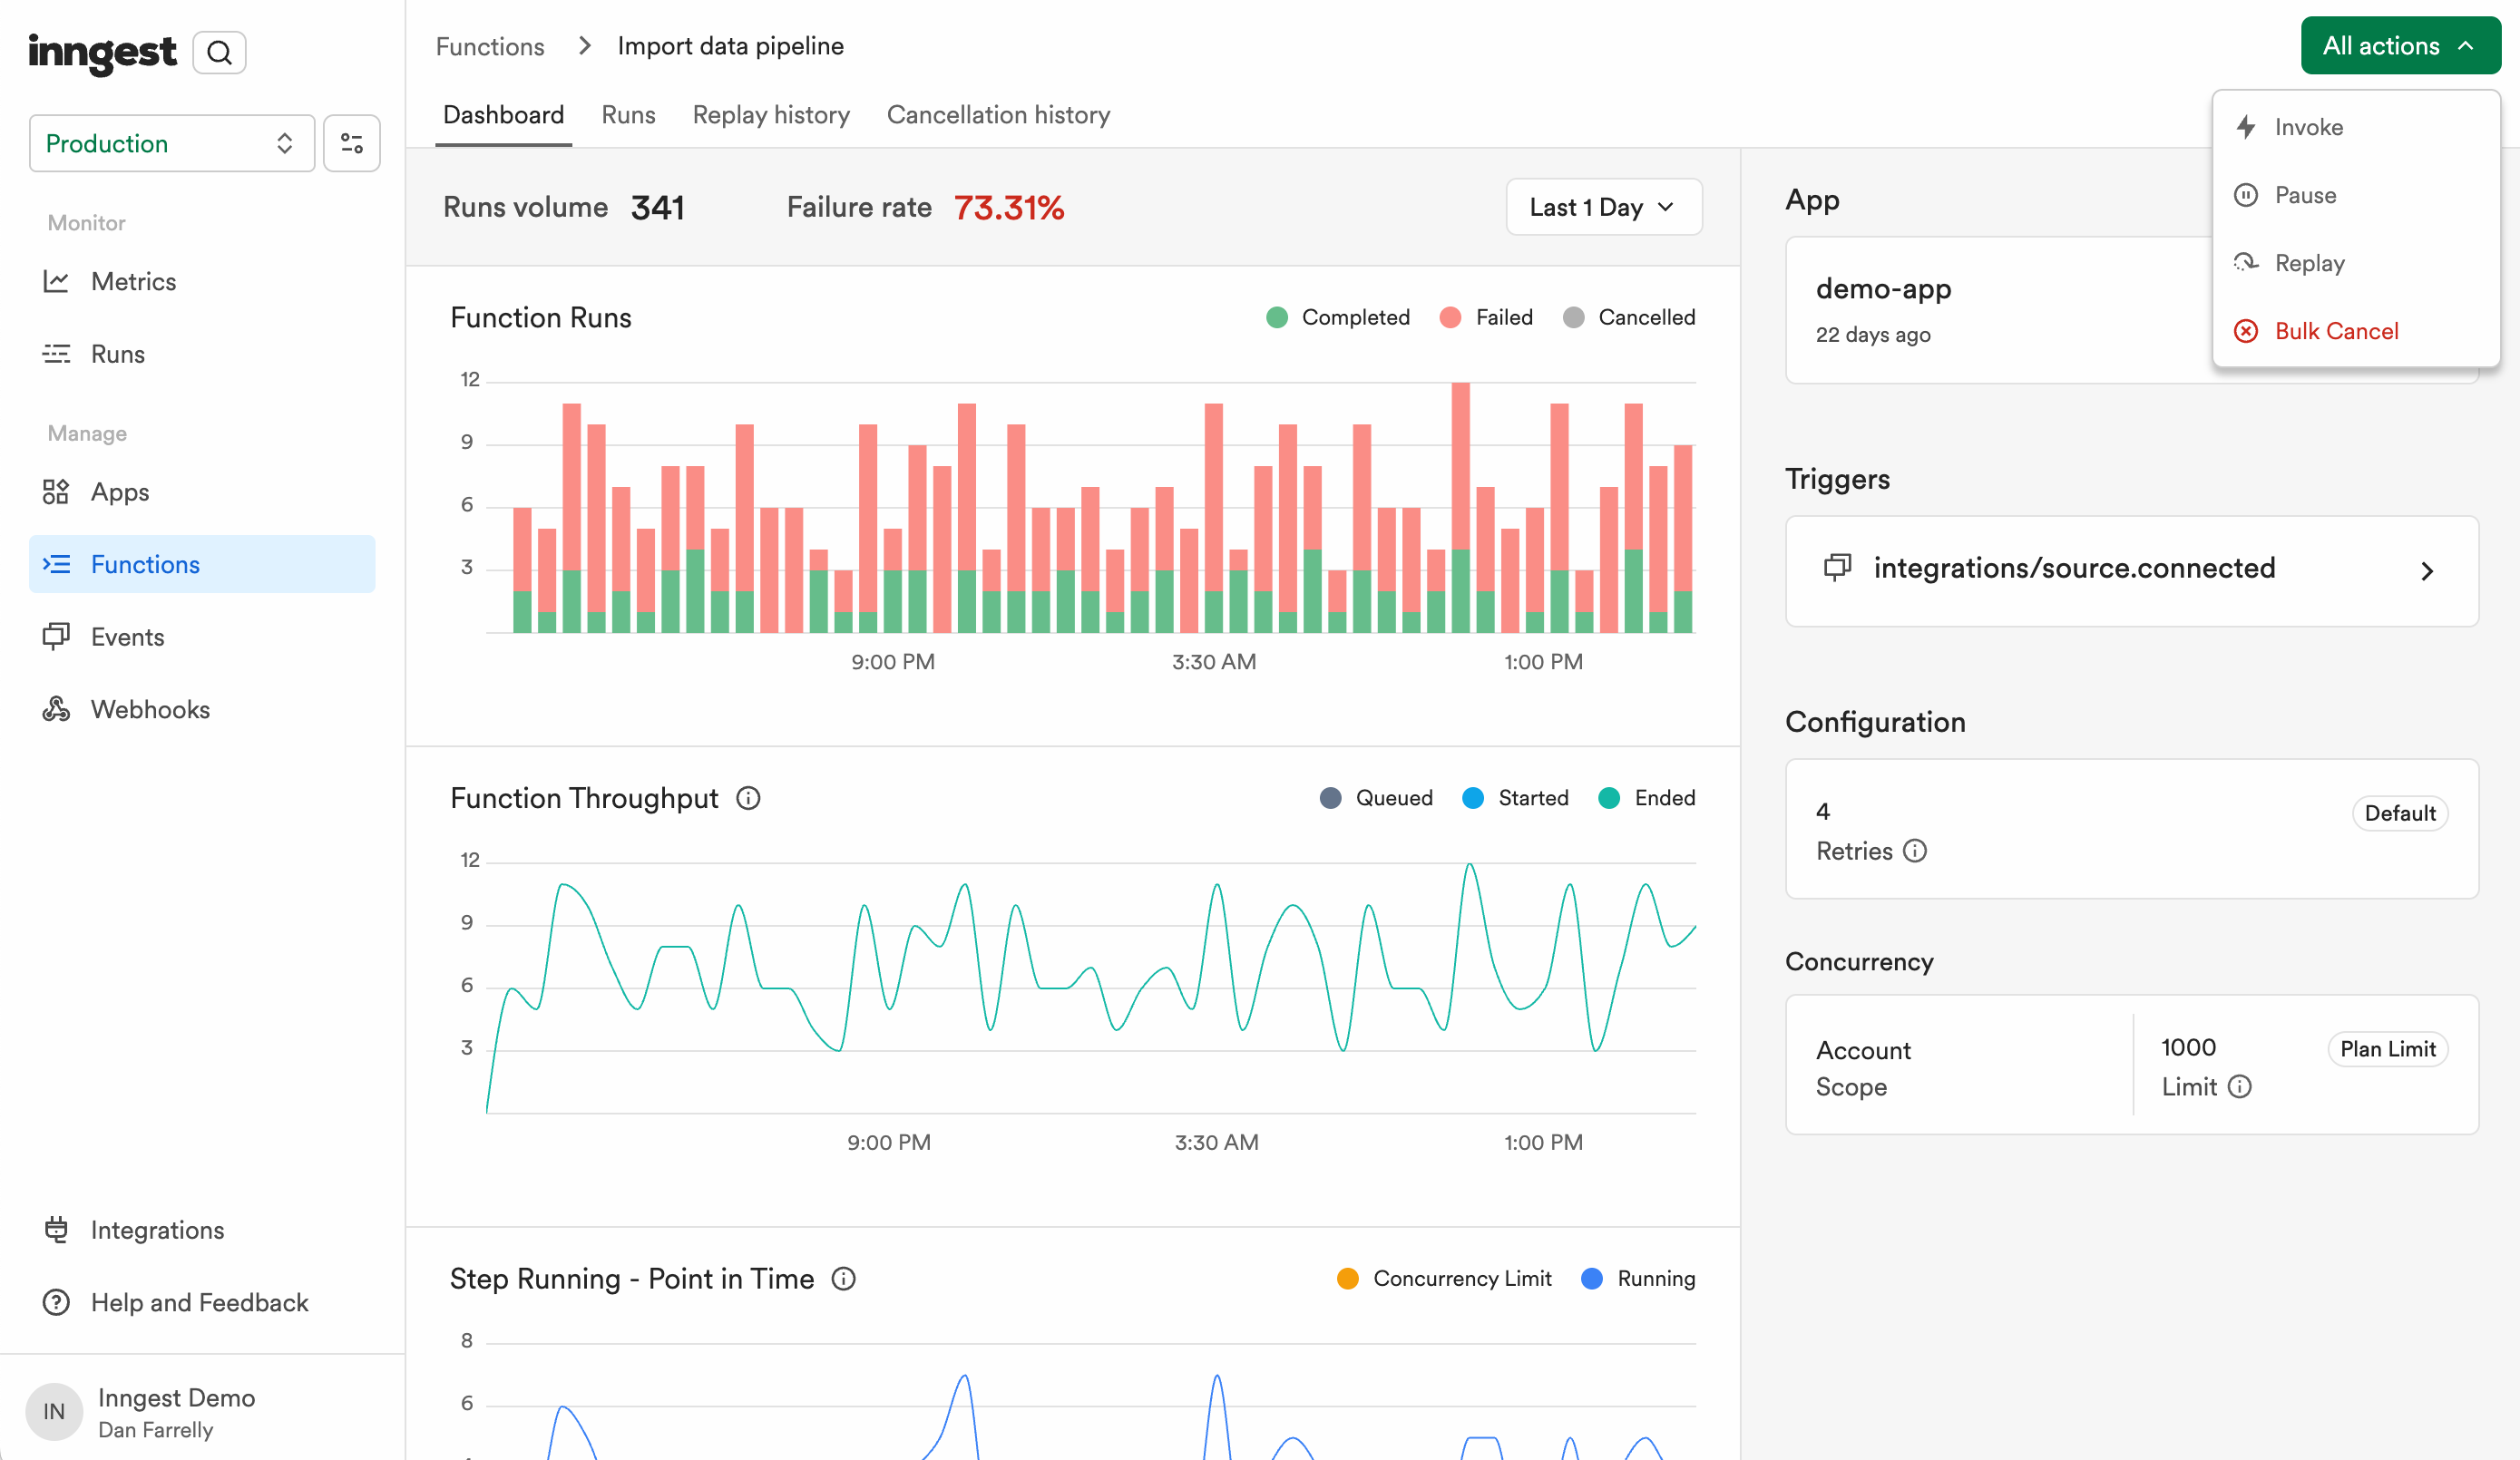 inngest
Production
Monitor
Metrics
Runs
Manage
Apps
Functions
Events
Webhooks
Integrations
Help and Feedback
IN
Inngest Demo
Dan Farrelly
Functions > Import data pipeline
All actions
Dashboard Runs Replay history Cancellation history
Invoke
Pause
Replay
Bulk Cancel
Runs volume 341 Failure rate 73.31% Last 1 Day
Function Runs Completed Failed Cancelled
12
9
6
3
9:00 PM 3:30 AM 1:00 PM
Function Throughput Queued Started Ended
12
9
6
3
9:00 PM 3:30 AM 1:00 PM
Step Running - Point in Time Concurrency Limit Running
8
6
App
demo-app
22 days ago
Triggers
integrations/source.connected
Configuration
4 Default
Retries
Concurrency
Account 1000 Plan Limit
Scope Limit